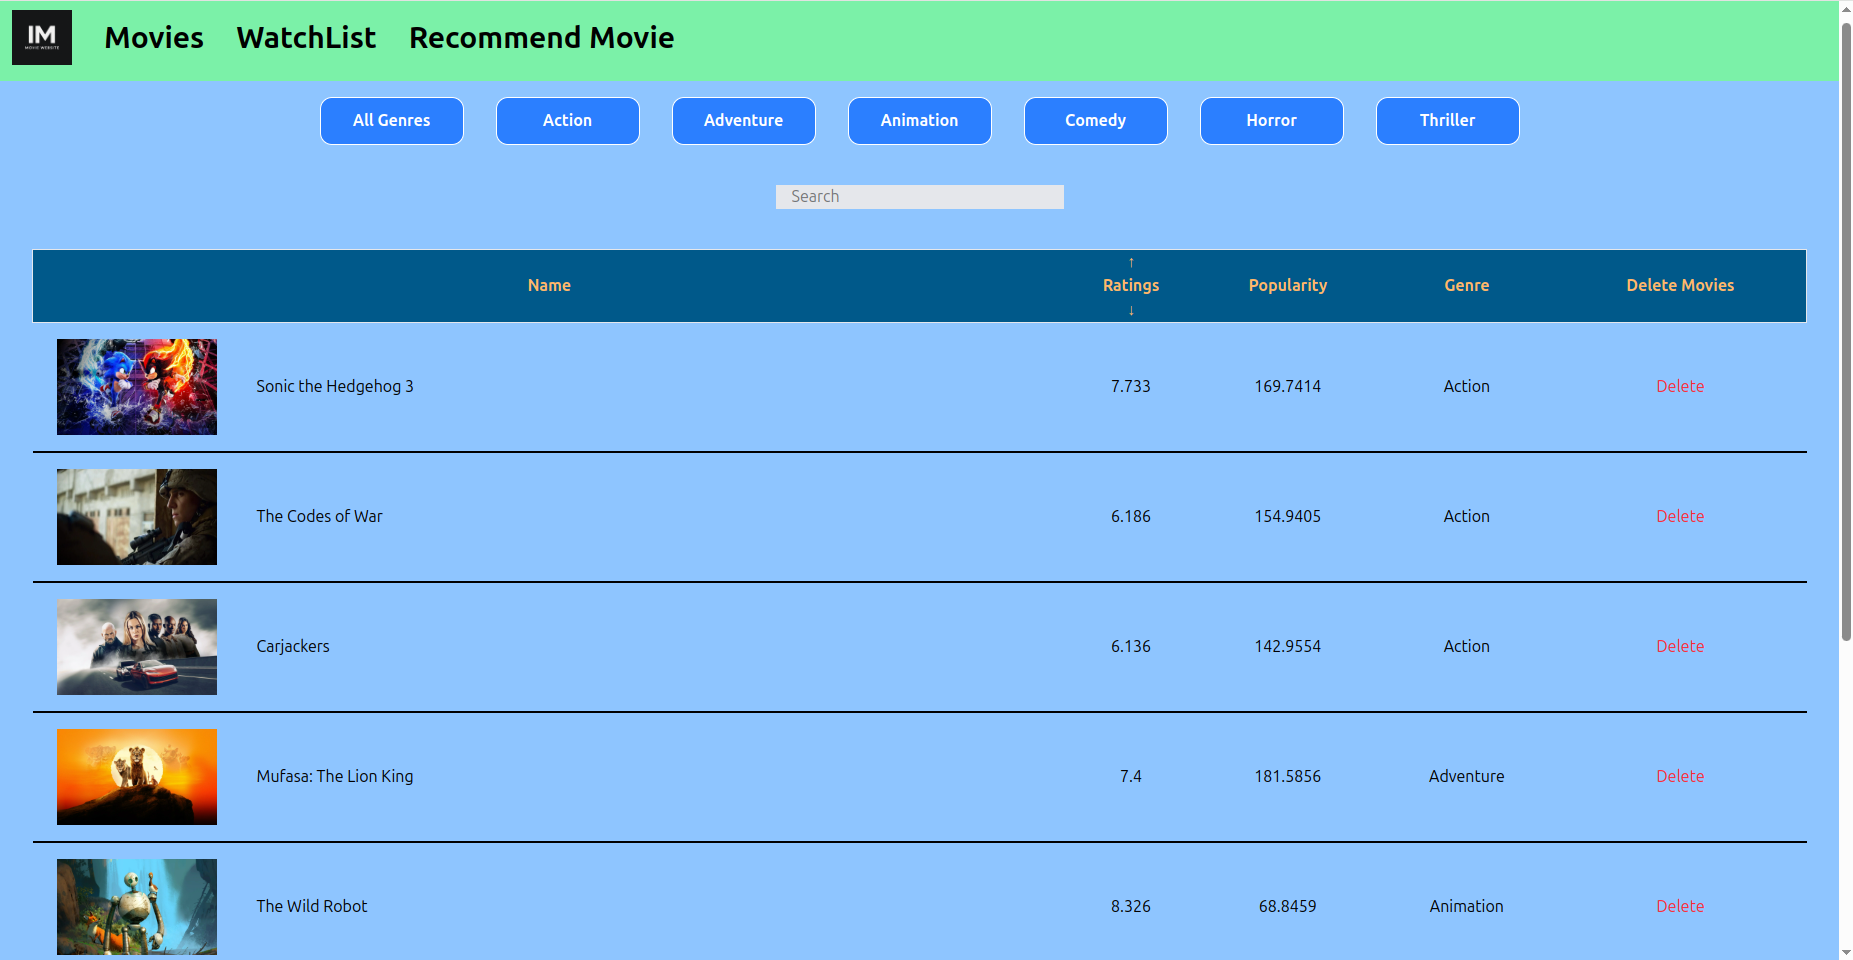 IM
MOVIE WEBSITE
Movies WatchList Recommend Movie
All Genres Action Adventure Animation Comedy Horror Thriller
Search
↑
Name Ratings Popularity Genre Delete Movies
↓
Sonic the Hedgehog 3 7.733 169.7414 Action Delete
The Codes of War 6.186 154.9405 Action Delete
Carjackers 6.136 142.9554 Action Delete
Mufasa: The Lion King 7.4 181.5856 Adventure Delete
The Wild Robot 8.326 68.8459 Animation Delete